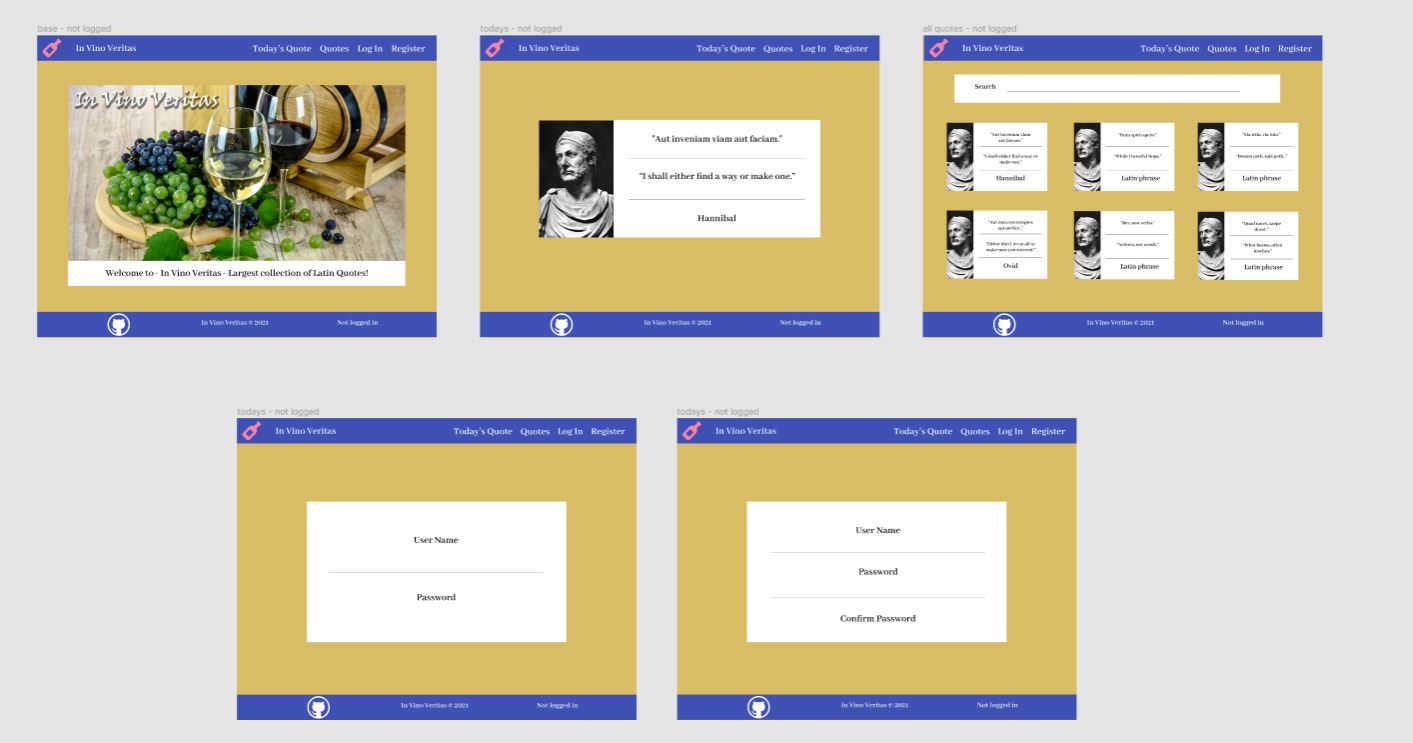 base - not logged
In Vino Veritas
Today's Quote Quotes Log In Register
In Vino Veritas
Welcome to - In Vino Veritas - Largest collection of Latin Quotes!
In Vino Veritas © 2021
Not logged in
todays - not logged
In Vino Veritas
Today's Quote Quotes Log In Register
"Aut inveniam viam aut faciam."
"I shall either find a way or make one."
Hannibal
In Vino Veritas © 2021
Not logged in
all quotes - not logged
In Vino Veritas
Today's Quote Quotes Log In Register
Search
"Aut inveniam viam
aut faciam."
"I shall either find a way or
make one."
Hannibal
"Dum spiro spero."
"While I breath I hope."
Latin phrase
"Via trita, via tuta"
"Beaten path, safe path."
Latin phrase
"Aut non rem temptes
aut perfice."
"Either don't try at all or
make sure you succeed."
Ovid
"Res non verba."
"Actions, not words."
Latin phrase
"Quod nocet, saepe
docet."
"What harms, often
teaches."
Latin phrase
In Vino Veritas © 2021
Not logged in
todays - not logged
In Vino Veritas
Today's Quote Quotes Log In Register
User Name
Password
In Vino Veritas © 2021
Not logged in
todays - not logged
In Vino Veritas
Today's Quote Quotes Log In Register
User Name
Password
Confirm Password
In Vino Veritas © 2021
Not logged in